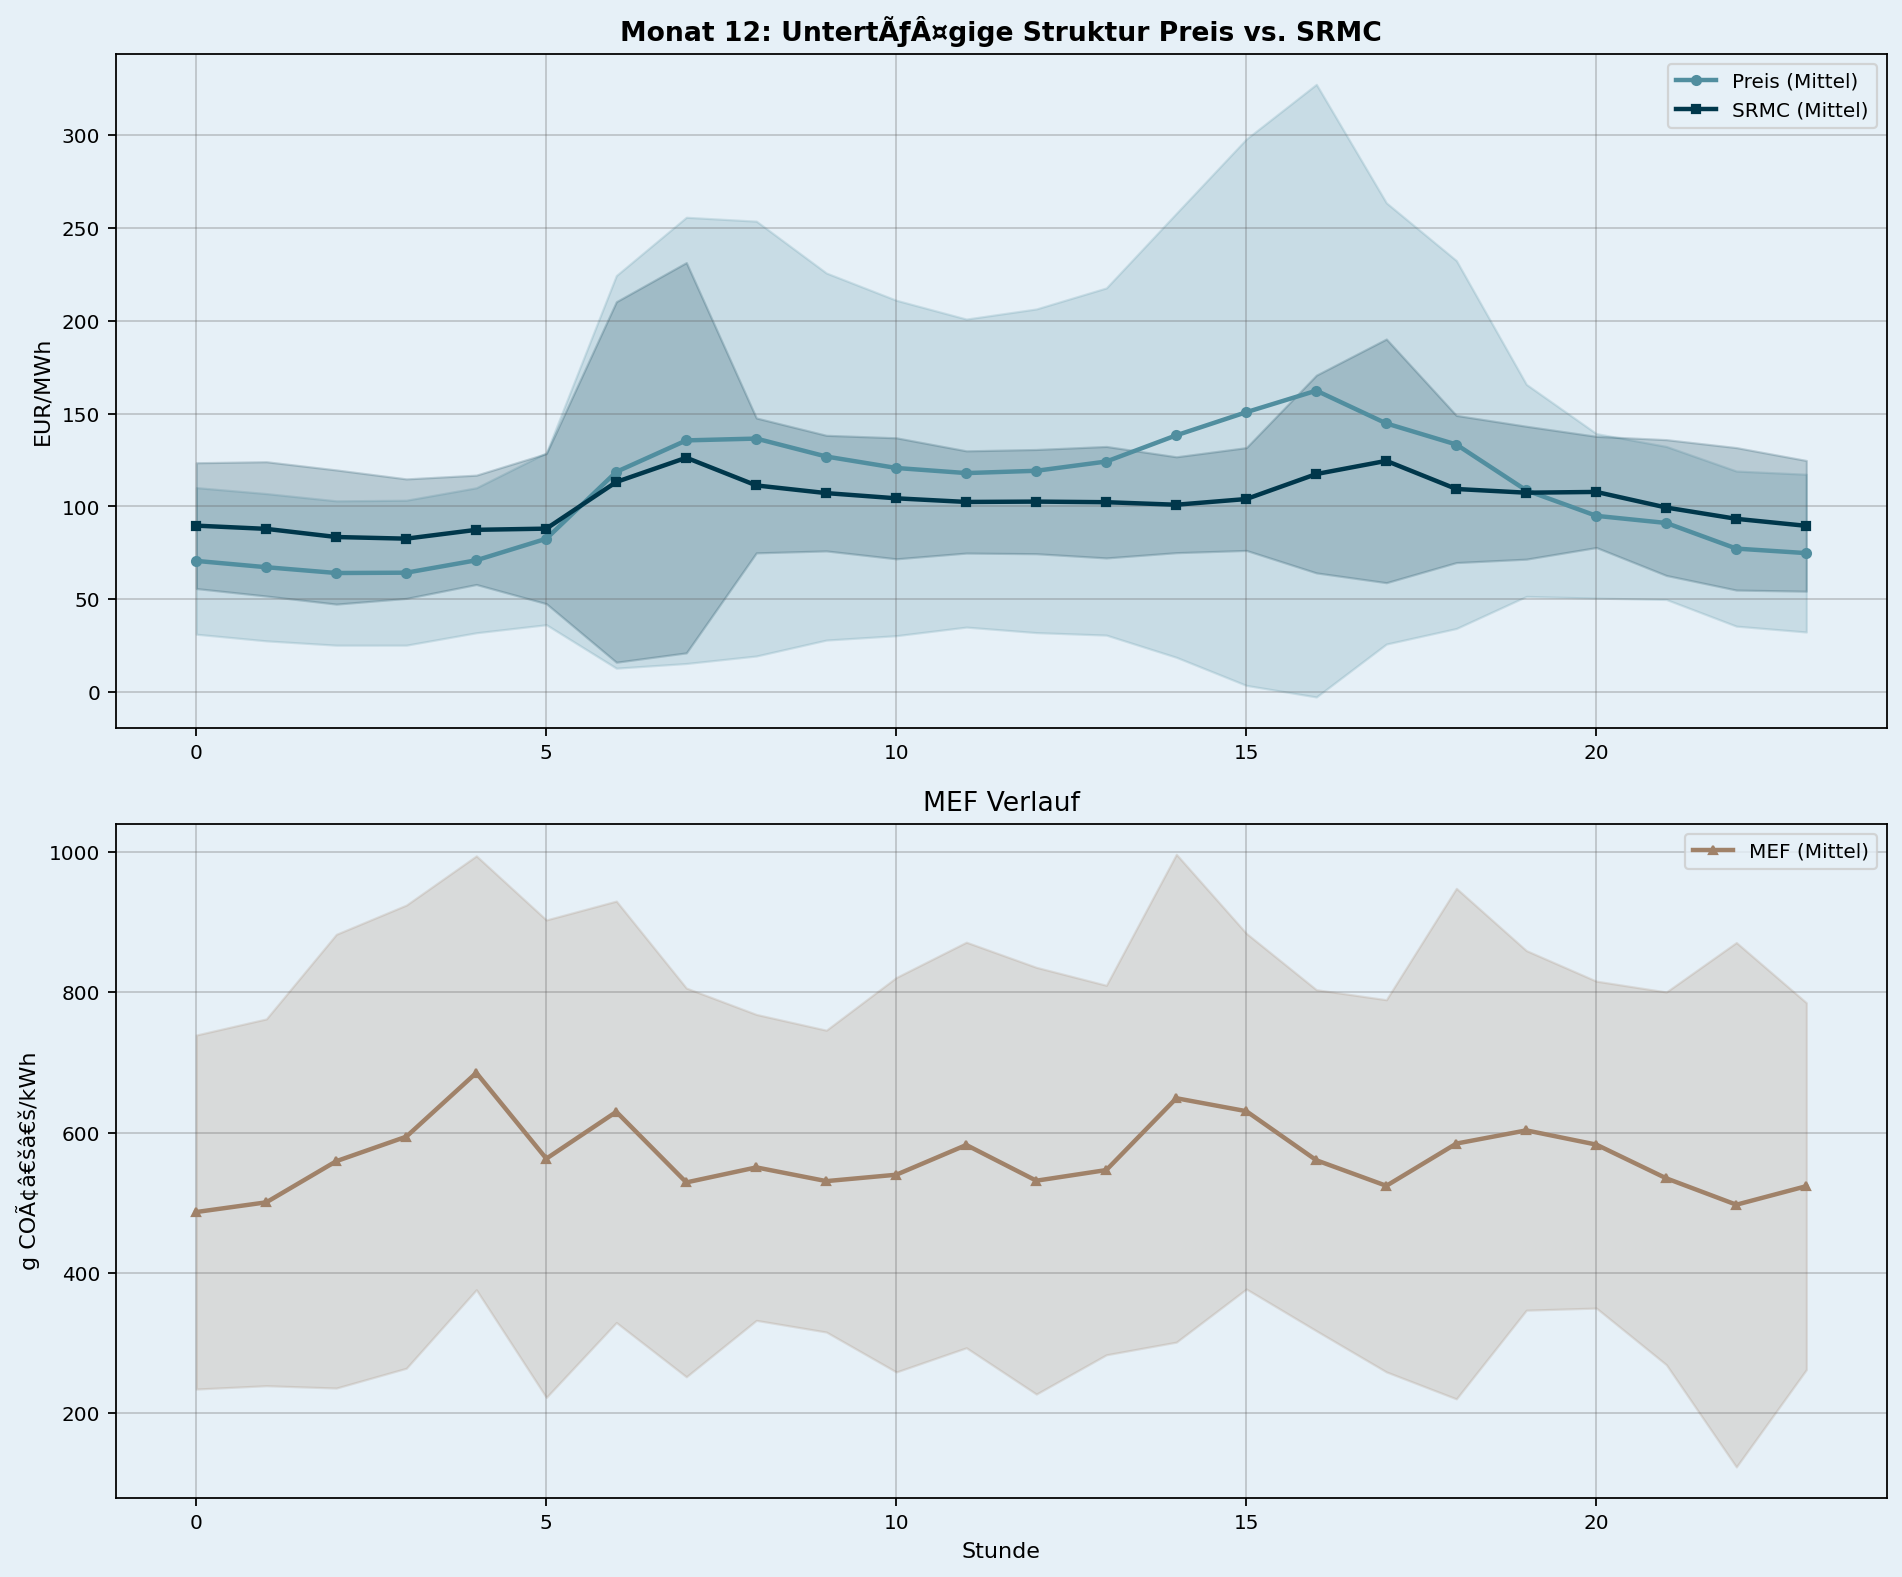 Monat 12: UntertÃƒÂ¤gige Struktur Preis vs. SRMC
Preis (Mittel)
SRMC (Mittel)
EUR/MWh
300
250
200
150
100
50
0
0 5 10 15 20
MEF Verlauf
MEF (Mittel)
g COÃ¢â€šâ€š/kWh
1000
800
600
400
200
0 5 10 15 20
Stunde